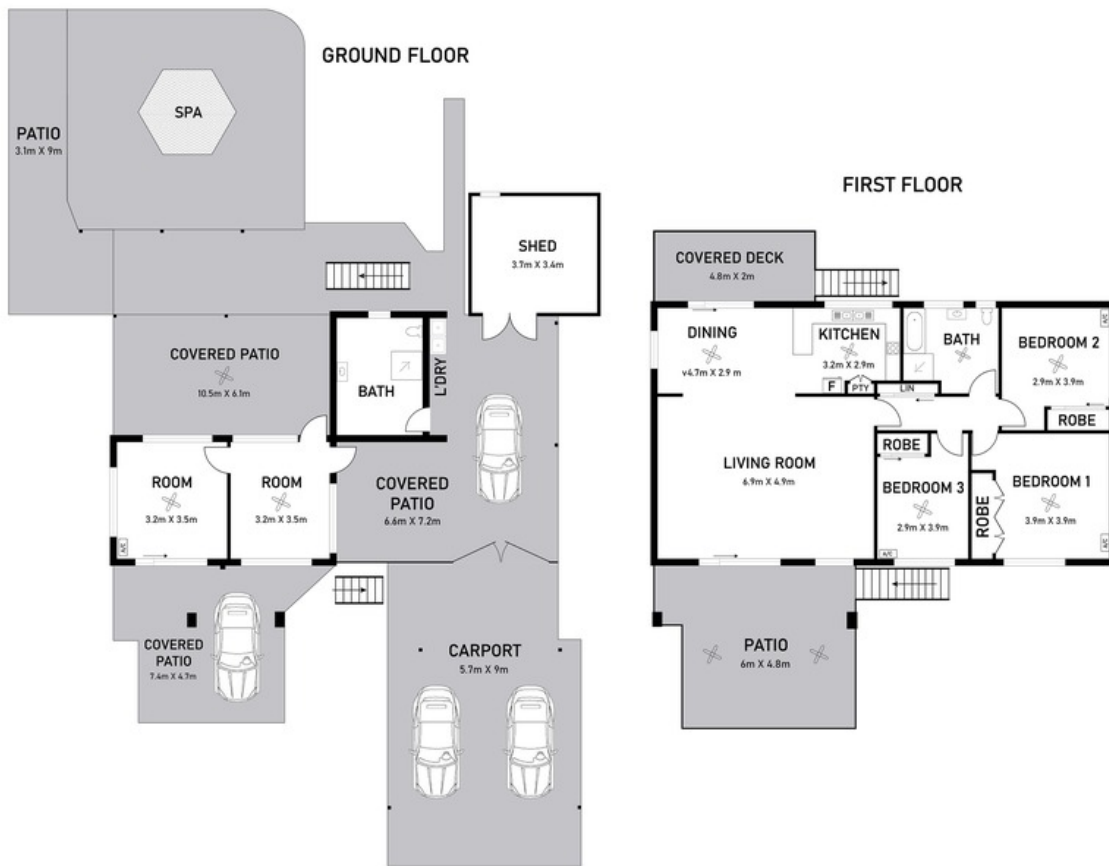 GROUND FLOOR
SPA
PATIO
3.1m X 9m
SHED
3.7m X 3.4m
COVERED PATIO
10.5m X 6.1m
BATH
L'DRY
ROOM
3.2m X 3.5m
A/C
ROOM
3.2m X 3.5m
COVERED
PATIO
6.6m X 7.2m
COVERED
PATIO
7.4m X 4.7m
CARPORT
5.7m X 9m
FIRST FLOOR
COVERED DECK
4.8m X 2m
DINING
v4.7m X 2.9 m
KITCHEN
3.2m X 2.9m
F
PTY
BATH
LIN
A/C
BEDROOM 2
2.9m X 3.9m
ROBE
LIVING ROOM
6.9m X 4.9m
ROBE
BEDROOM 3
2.9m X 3.9m
A/C
ROBE
BEDROOM 1
3.9m X 3.9m
A/C
PATIO
6m X 4.8m